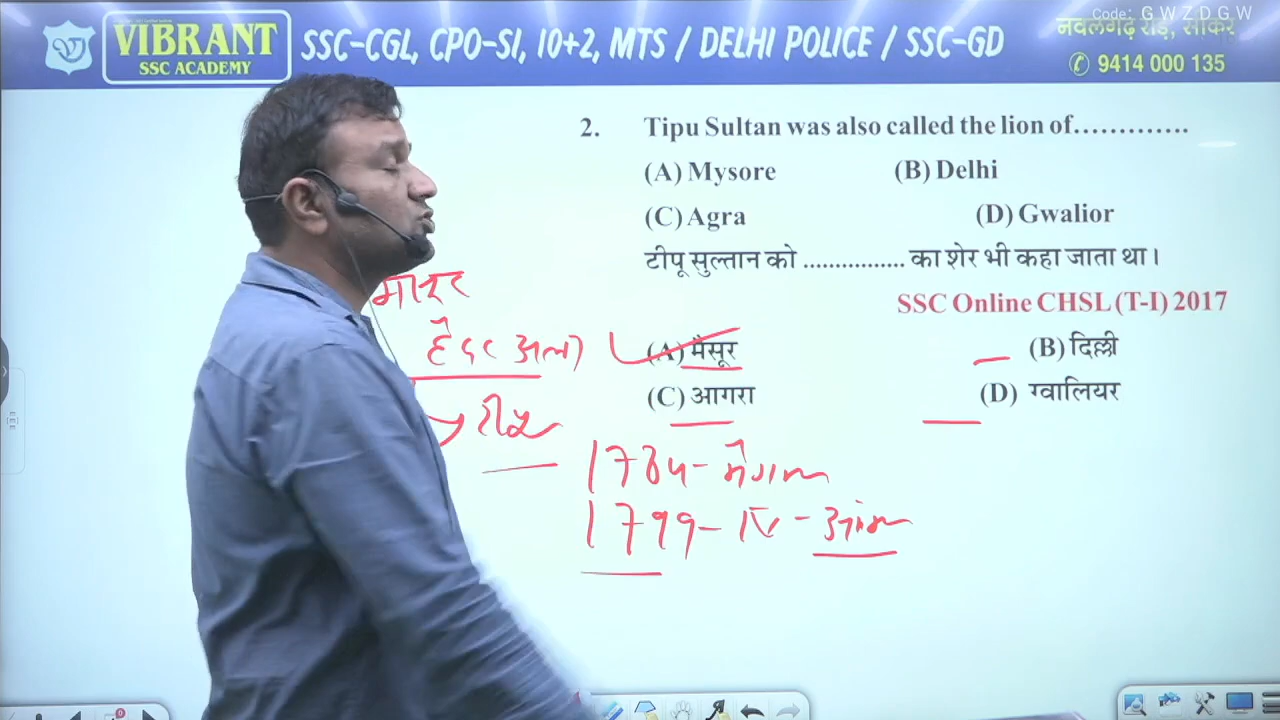 Code: G W Z D G W
VIBRANT
SSC ACADEMY
SSC-CGL, CPO-SI, 10+2, MTS / DELHI POLICE / SSC-GD
नवलगढ़ रोड़, सीकर
9414 000 135
2. Tipu Sultan was also called the lion of.............
(A) Mysore (B) Delhi
(C) Agra (D) Gwalior
टीपू सुल्तान को ................ का शेर भी कहा जाता था।
SSC Online CHSL (T-I) 2017
(A) मैसूर (B) दिल्ली
(C) आगरा (D) ग्वालियर
हैदर अली
टीपू
1784-
1799- IV -